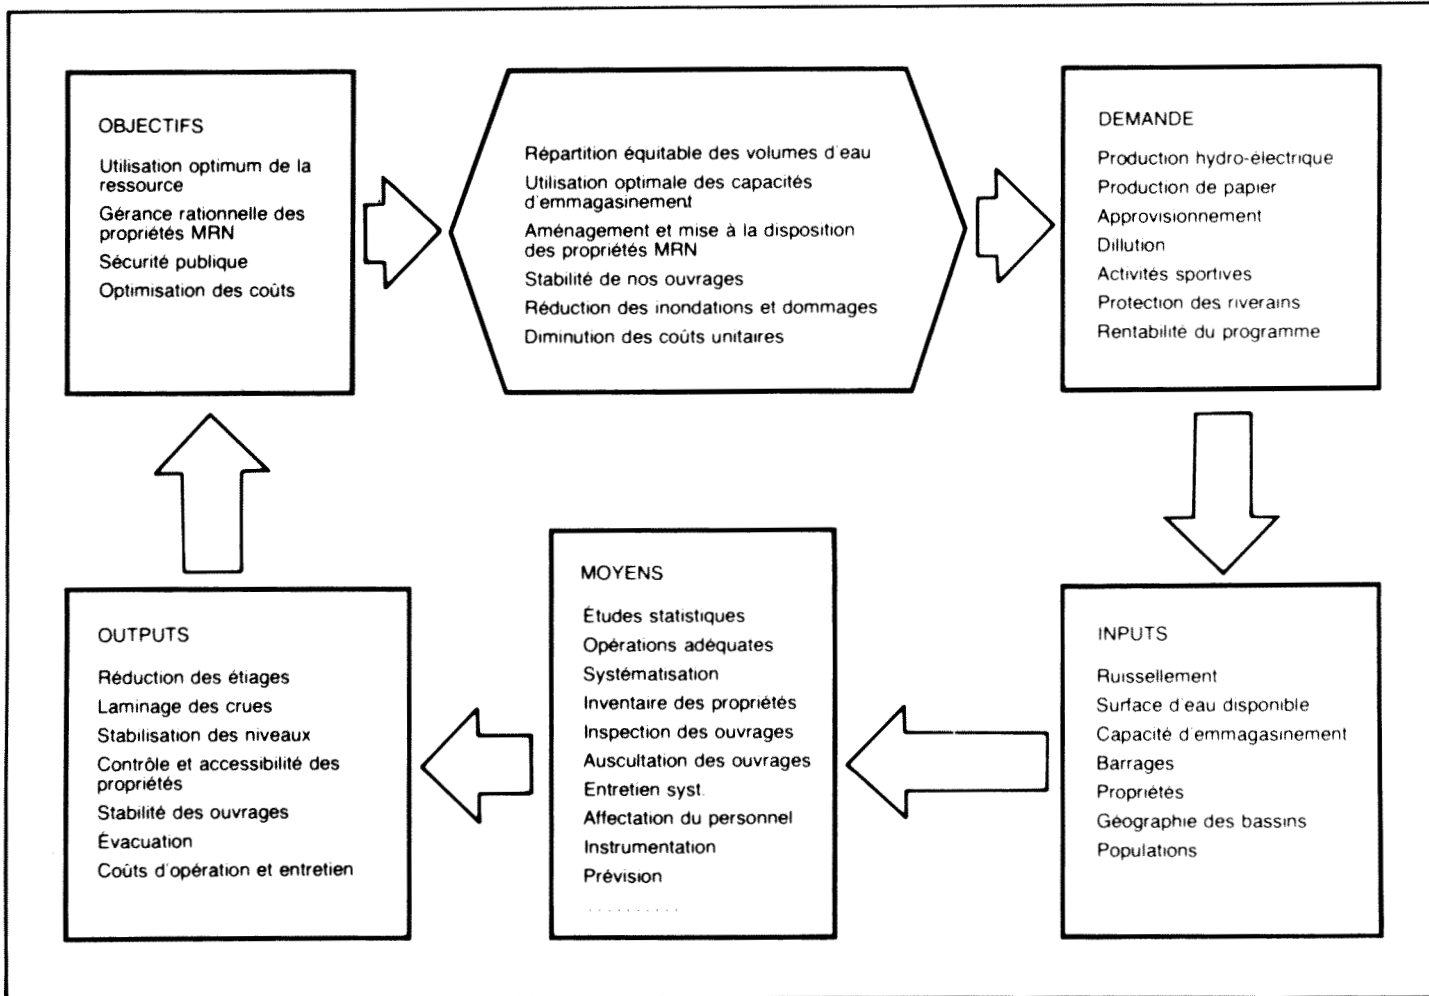 OBJECTIFS
Utilisation optimum de la
ressource
Gérance rationnelle des
propriétés MRN
Sécurité publique
Optimisation des coûts
Répartition équitable des volumes d'eau
Utilisation optimale des capacités
d'emmagasinement
Aménagement et mise à la disposition
des propriétés MRN
Stabilité de nos ouvrages
Réduction des inondations et dommages
Diminution des coûts unitaires
DEMANDE
Production hydro-électrique
Production de papier
Approvisionnement
Dillution
Activités sportives
Protection des riverains
Rentabilité du programme
OUTPUTS
Réduction des étiages
Laminage des crues
Stabilisation des niveaux
Contrôle et accessibilité des
propriétés
Stabilité des ouvrages
Évacuation
Coûts d'opération et entretien
MOYENS
Études statistiques
Opérations adéquates
Systématisation
Inventaire des propriétés
Inspection des ouvrages
Auscultation des ouvrages
Entretien syst.
Affectation du personnel
Instrumentation
Prévision
..........
INPUTS
Ruissellement
Surface d'eau disponible
Capacité d'emmagasinement
Barrages
Propriétés
Géographie des bassins
Populations